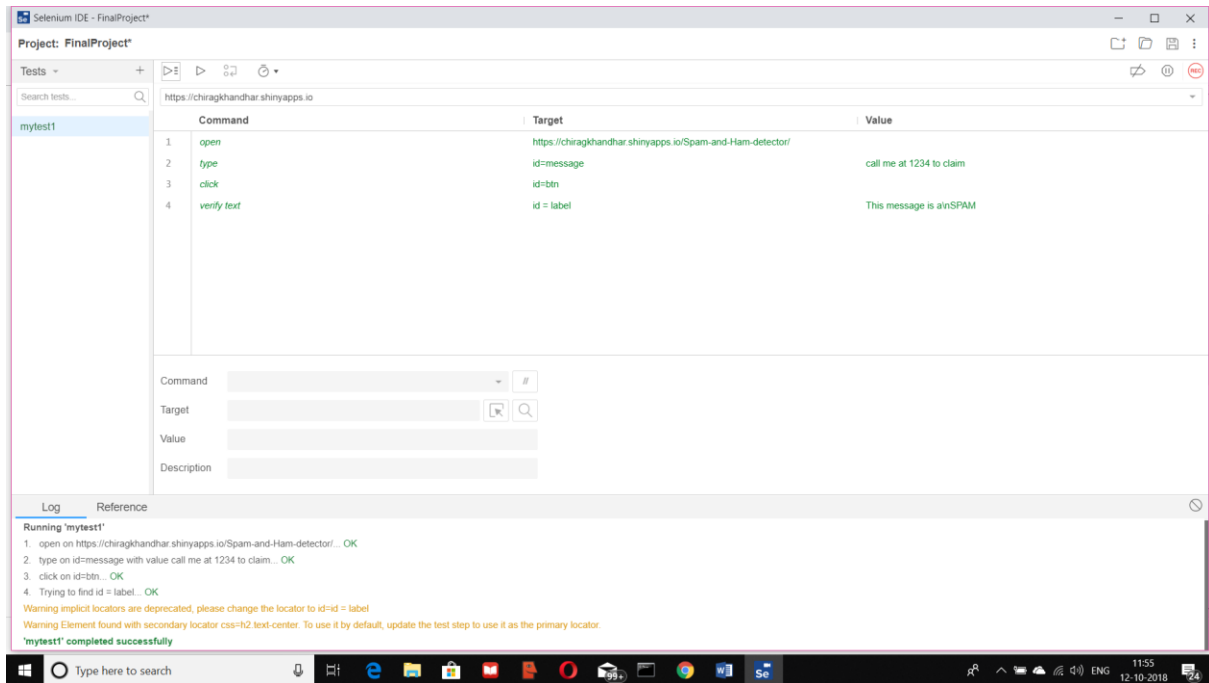 Selenium IDE - FinalProject*
Project: FinalProject*
Tests
Search tests...
mytest1
REC
https://chiragkhandhar.shinyapps.io
Command Target Value
1 open https://chiragkhandhar.shinyapps.io/Spam-and-Ham-detector/
2 type id=message call me at 1234 to claim
3 click id=btn
4 verify text id = label This message is a\nSPAM
Command
//
Target
Value
Description
Log Reference
Running 'mytest1'
1. open on https://chiragkhandhar.shinyapps.io/Spam-and-Ham-detector/... OK
2. type on id=message with value call me at 1234 to claim... OK
3. click on id=btn... OK
4. Trying to find id = label... OK
Warning implicit locators are deprecated, please change the locator to id=id = label
Warning Element found with secondary locator css=h2.text-center. To use it by default, update the test step to use it as the primary locator.
'mytest1' completed successfully
Type here to search
99+
Se
ENG
11:55
12-10-2018
24